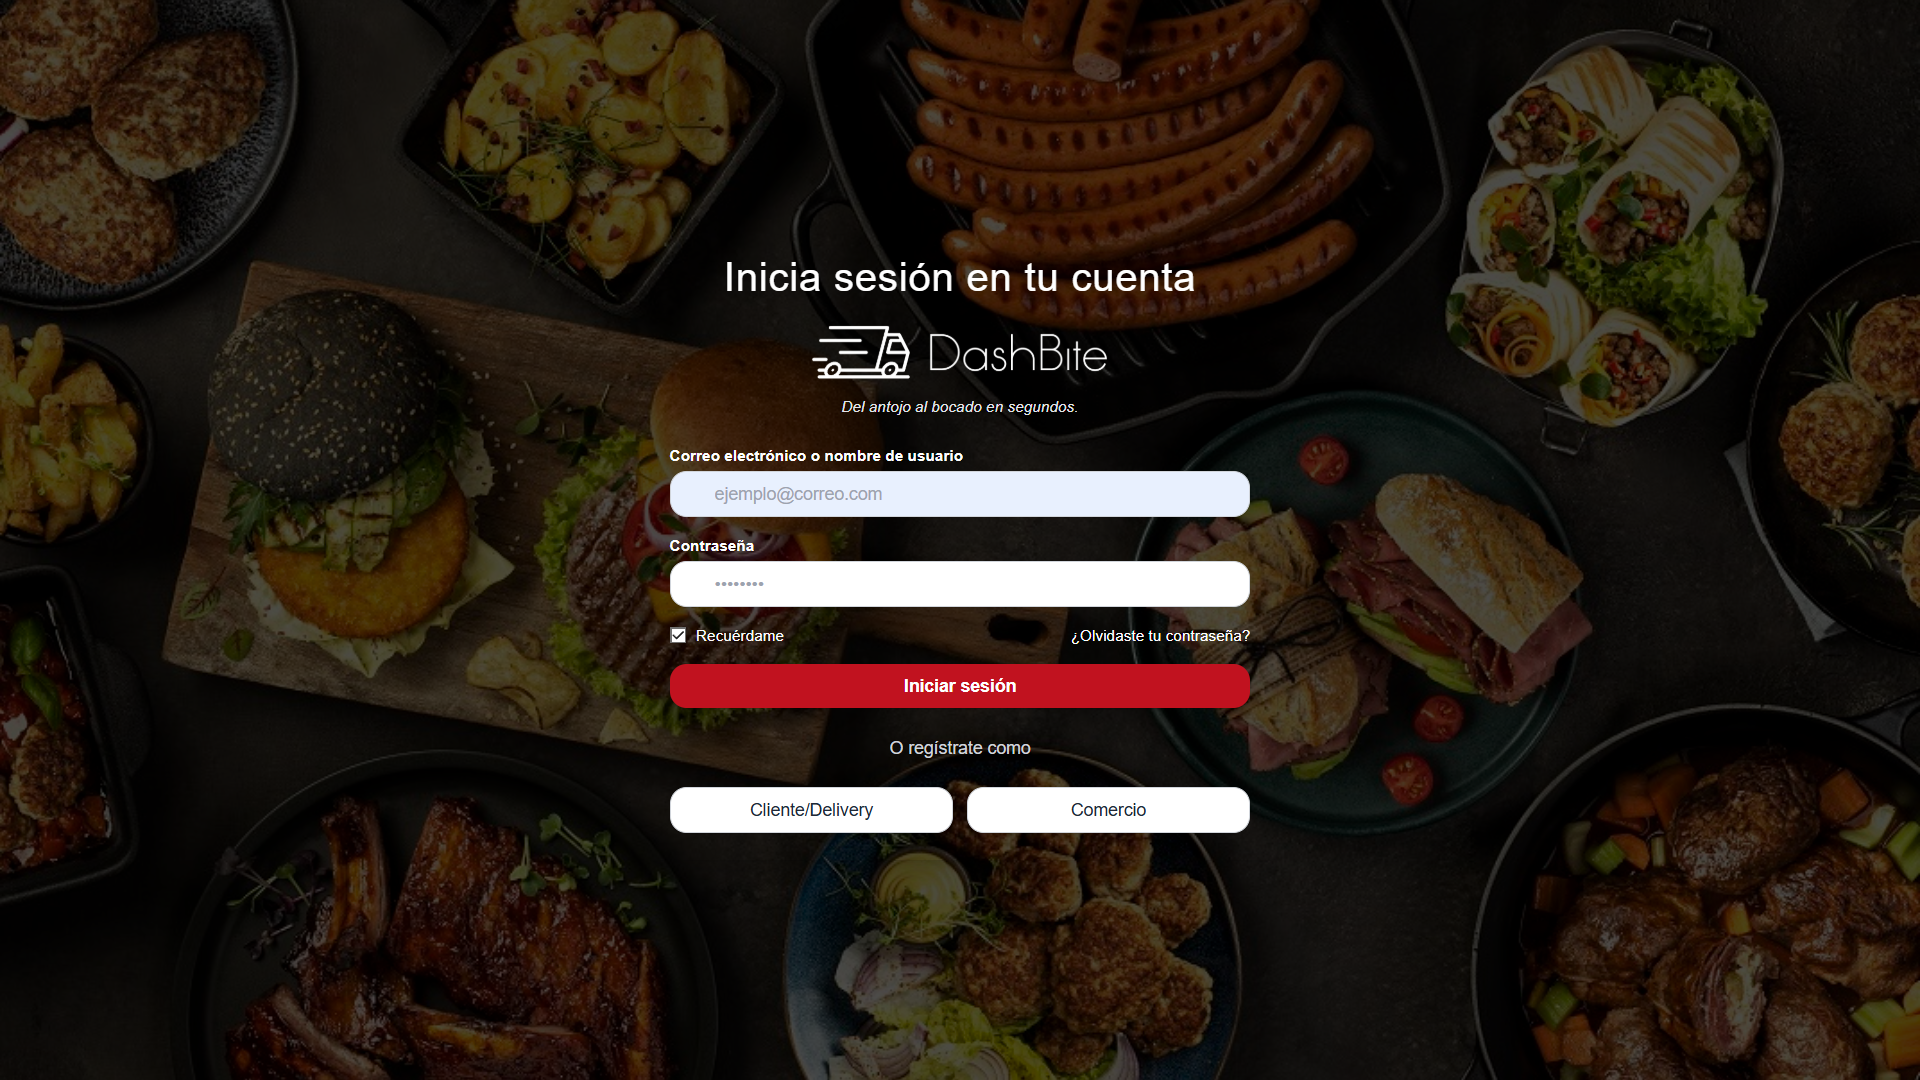 Inicia sesión en tu cuenta
DashBite
Del antojo al bocado en segundos.
Correo electrónico o nombre de usuario
ejemplo@correo.com
Contraseña
••••••••
Recuérdame
¿Olvidaste tu contraseña?
Iniciar sesión
O regístrate como
Cliente/Delivery
Comercio